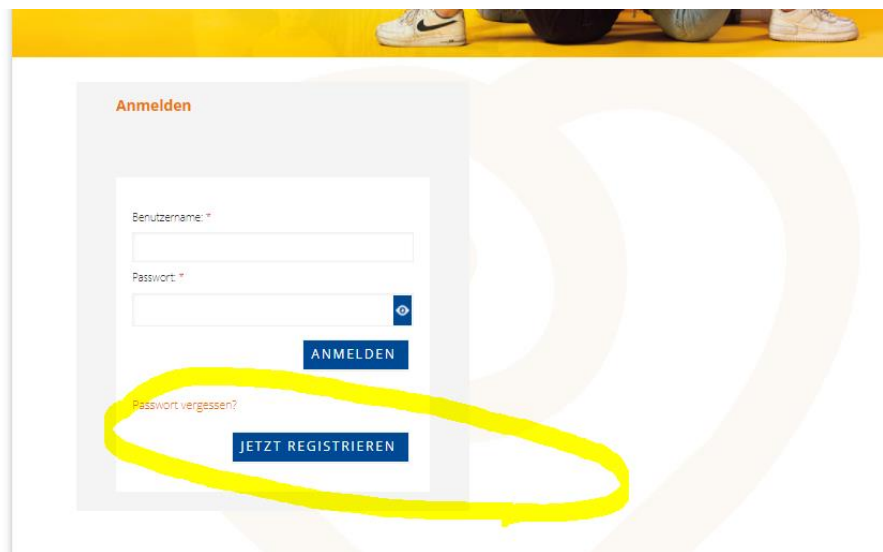 Anmelden
Benutzername: *
Passwort: *
ANMELDEN
Passwort vergessen?
JETZT REGISTRIEREN